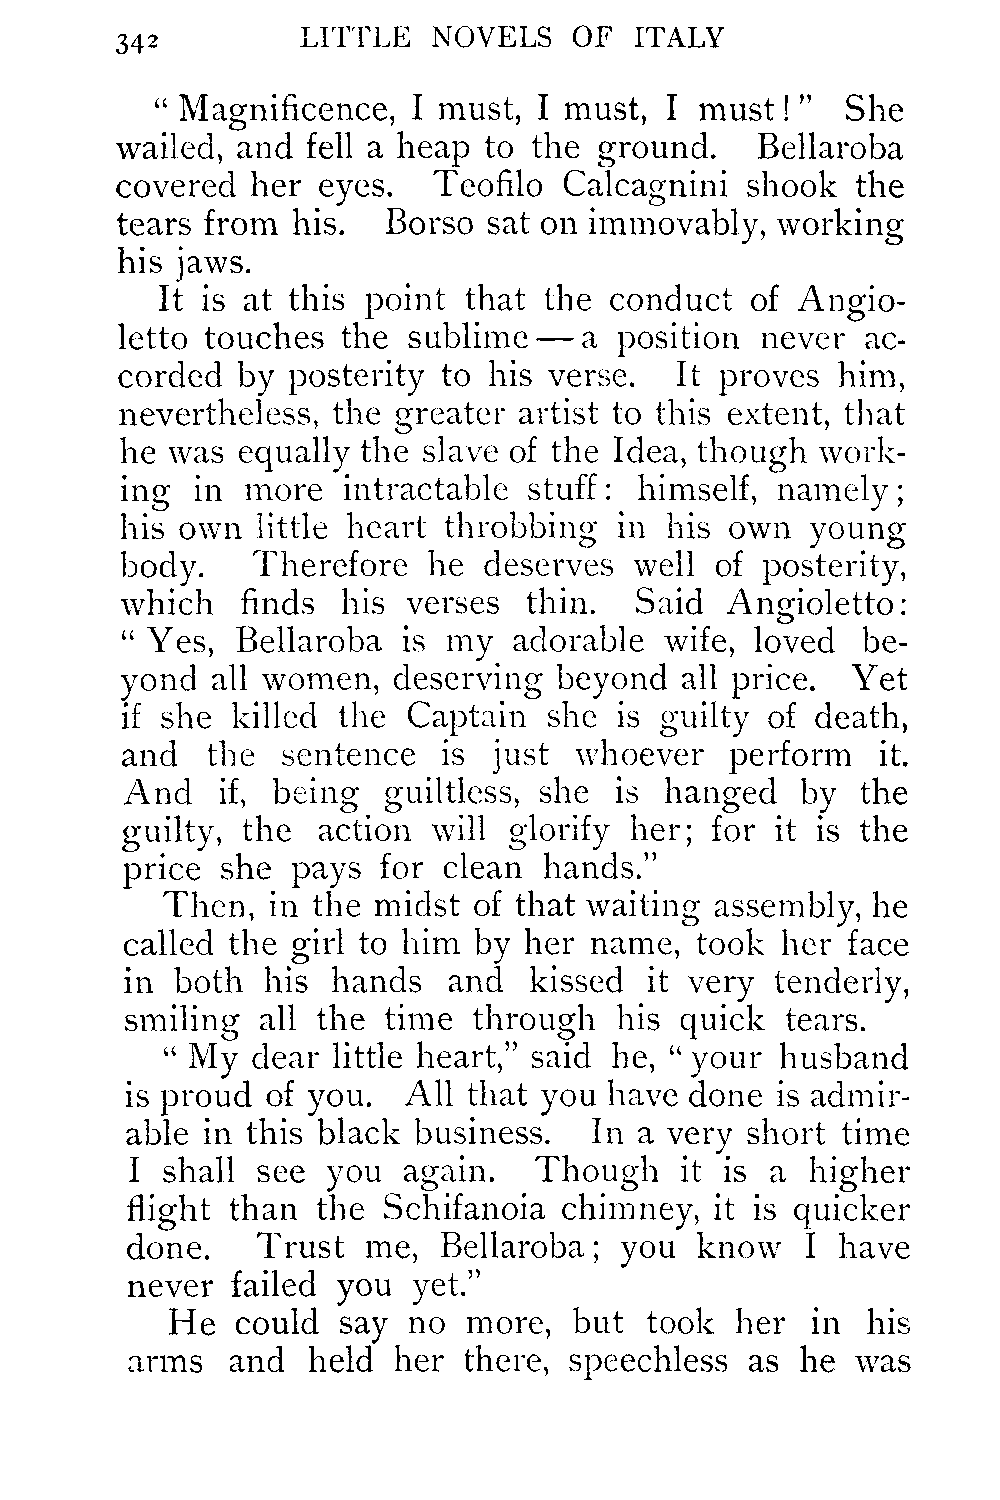 342 LITTLE NOVELS OF ITALY
“ Magnificence, I must, I must, I must! ” She
wailed, and fell a heap to the ground. Bellaroba
covered her eyes. Teofilo Calcagnini shook the
tears from his. Borso sat on immovably, working
his jaws.
It is at this point that the conduct of Angio-
letto touches the sublime — a position never ac-
corded by posterity to his verse. It proves him,
nevertheless, the greater artist to this extent, that
he was equally the slave of the Idea, though work-
ing in more intractable stuff: himself, namely;
his own little heart throbbing in his own young
body. Therefore he deserves well of posterity,
which finds his verses thin. Said Angioletto:
“ Yes, Bellaroba is my adorable wife, loved be-
yond all women, deserving beyond all price. Yet
if she killed the Captain she is guilty of death,
and the sentence is just whoever perform it.
And if, being guiltless, she is hanged by the
guilty, the action will glorify her; for it is the
price she pays for clean hands.”
Then, in the midst of that waiting assembly, he
called the girl to him by her name, took her face
in both his hands and kissed it very tenderly,
smiling all the time through his quick tears.
“ My dear little heart,” said he, “ your husband
is proud of you. All that you have done is admir-
able in this black business. In a very short time
I shall see you again. Though it is a higher
flight than the Schifanoia chimney, it is quicker
done. Trust me, Bellaroba; you know I have
never failed you yet.”
He could say no more, but took her in his
arms and held her there, speechless as he was